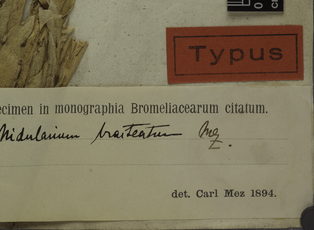 Typus
ecimen in monographia Bromeliacearum citatum.
Nidularium bracteatum Mez.
det. Carl Mez 1894.